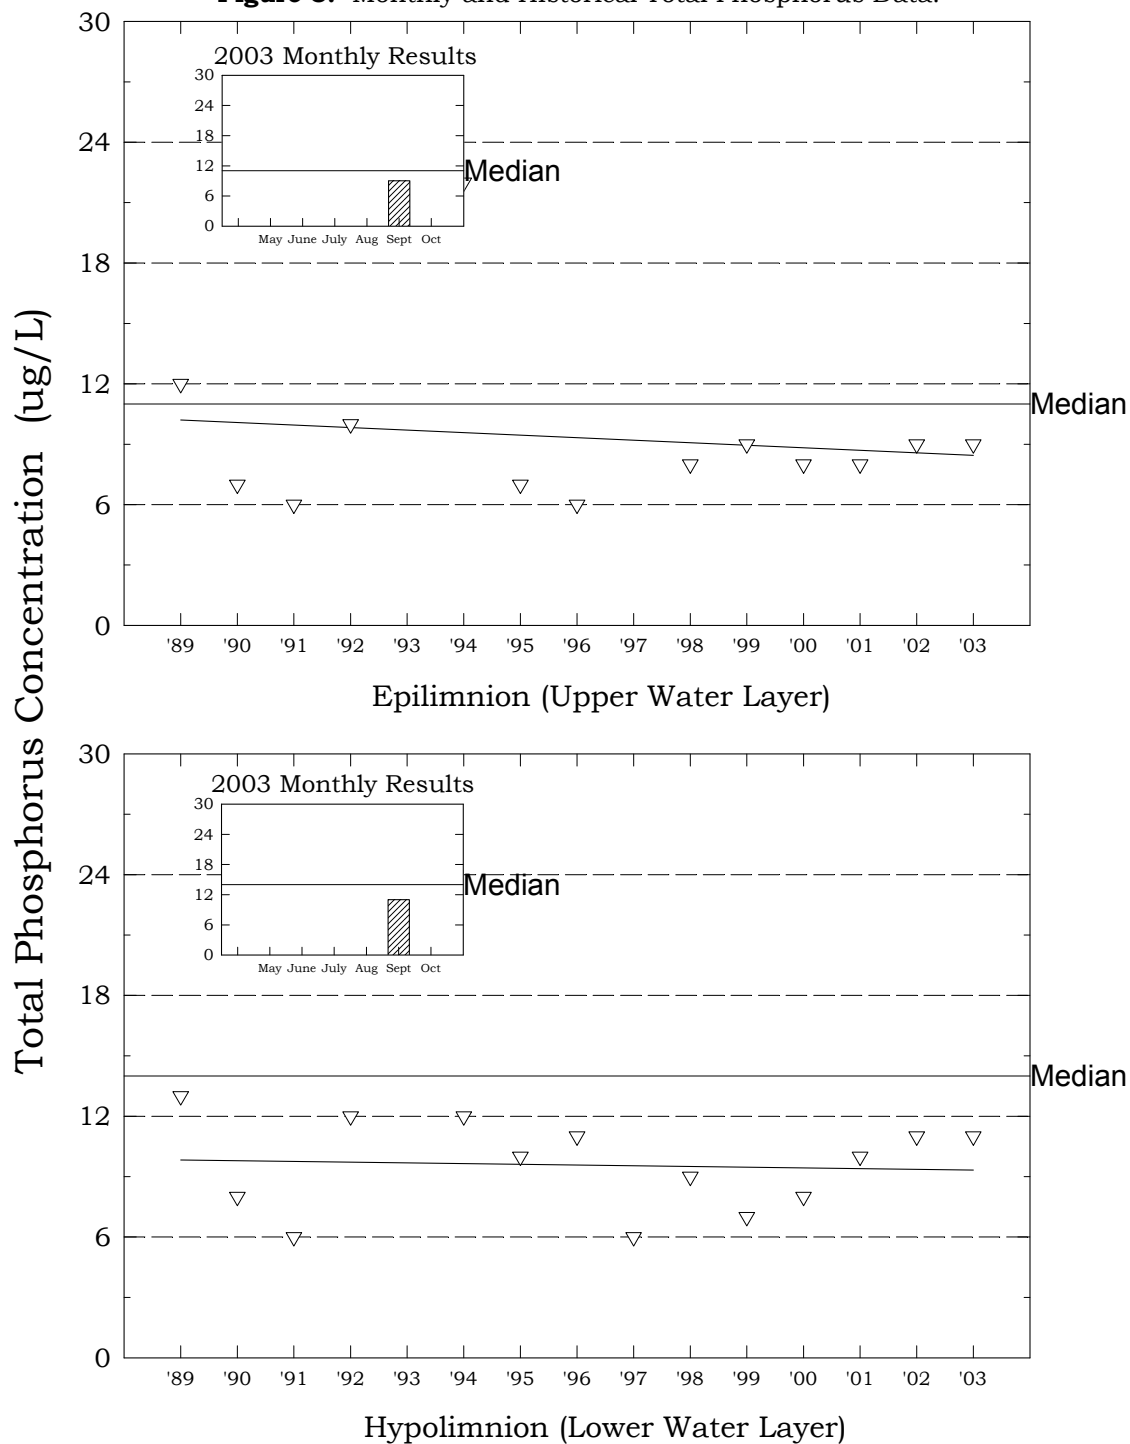 Monthly and Historical Total Phosphorus Data.
Total Phosphorus Concentration (ug/L)
30
24
18
12
6
0
2003 Monthly Results
30
24
18
12
6
0
May June July Aug Sept Oct
Median
Median
'89 '90 '91 '92 '93 '94 '95 '96 '97 '98 '99 '00 '01 '02 '03
Epilimnion (Upper Water Layer)
30
24
18
12
6
0
2003 Monthly Results
30
24
18
12
6
0
May June July Aug Sept Oct
Median
Median
'89 '90 '91 '92 '93 '94 '95 '96 '97 '98 '99 '00 '01 '02 '03
Hypolimnion (Lower Water Layer)